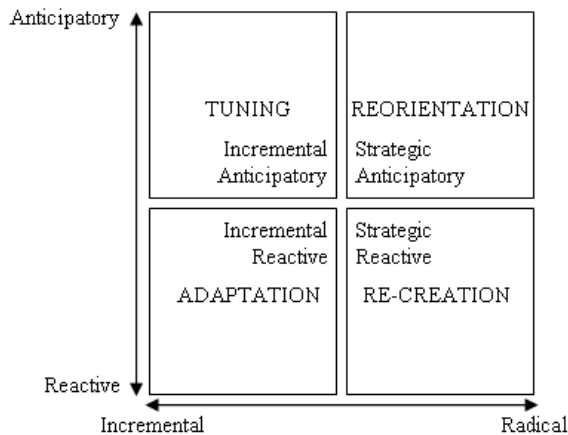 Anticipatory
TUNING
REORIENTATION
Incremental
Anticipatory
Strategic
Anticipatory
Incremental
Reactive
Strategic
Reactive
ADAPTATION
RE-CREATION
Reactive
Incremental
Radical